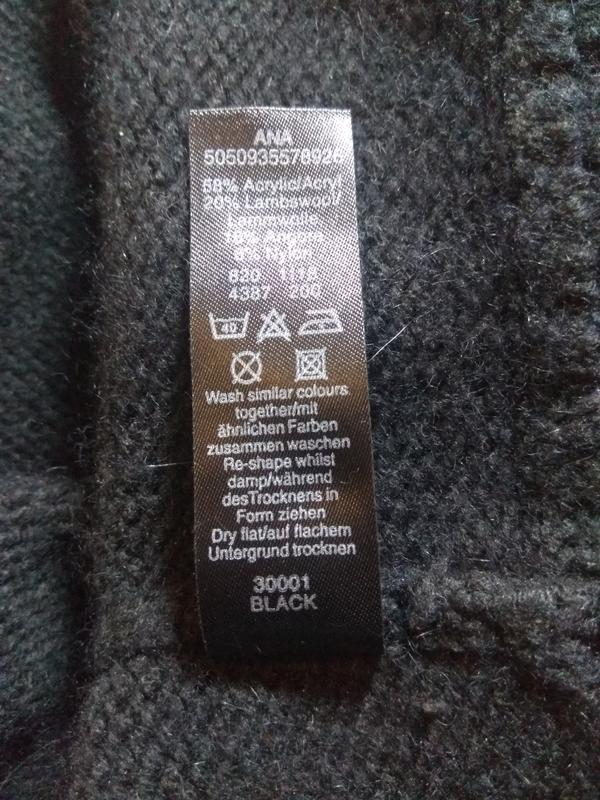 ANA
5050935578926
58% Acrylic/Acryl
20% Lambswool/
Lammwolle
Nylon
820 1118
4387 200
40
Wash similar colours
together/mit
ähnlichen Farben
zusammen waschen
Re-shape whilst
damp/während
desTrocknens in
Form ziehen
Dry flat/auf flachem
Untergrund trocknen
30001
BLACK